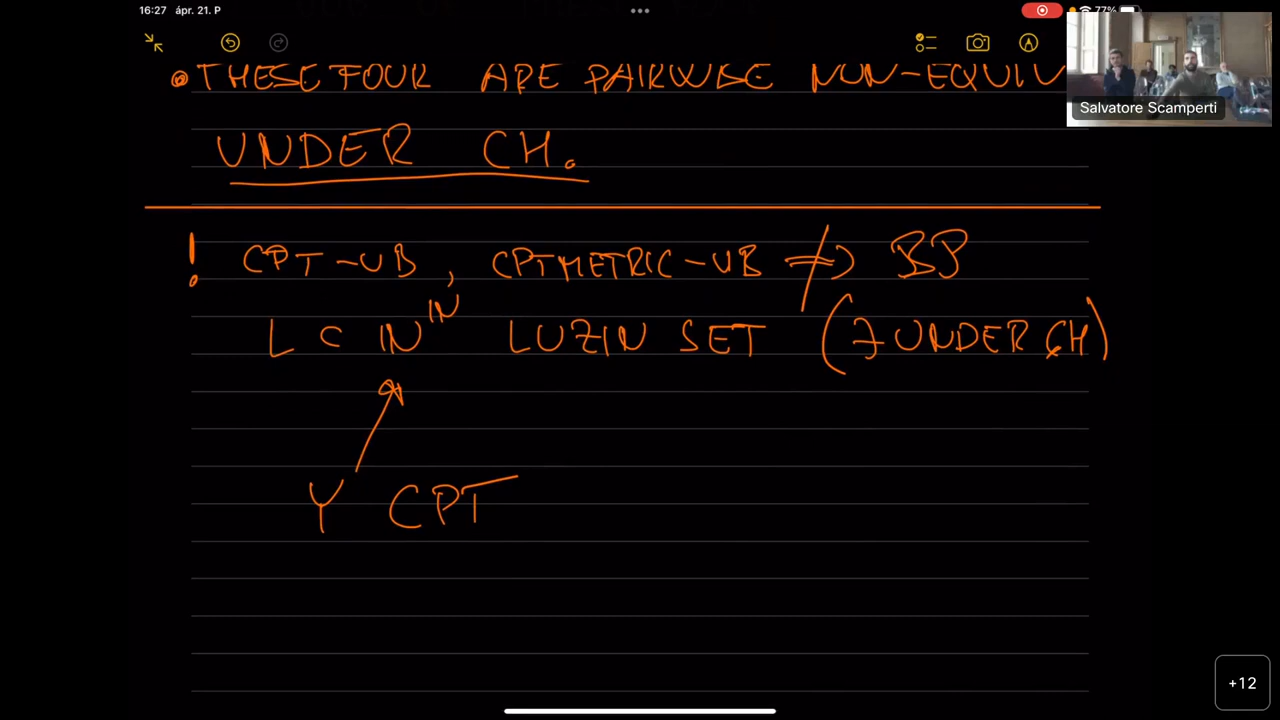 16:27 ápr. 21. P
77%
Salvatore Scamperti
• THESE FOUR ARE PAIRWISE NON-EQUIV
UNDER CH.
! CPT-UB, CPTMETRIC-UB ⇏ BP
L ⊂ ℕ^ℕ LUZIN SET (∃ UNDER CH)
Y CPT
+12